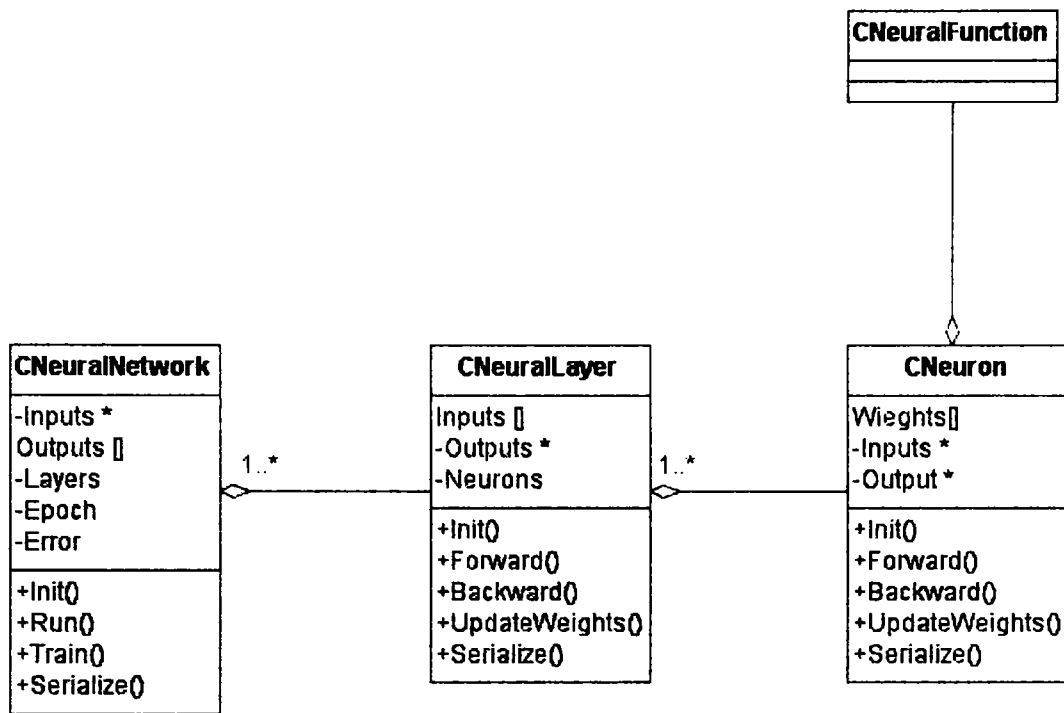 CNeuralFunction
CNeuralNetwork
-Inputs *
Outputs []
-Layers
-Epoch
-Error
+Init()
+Run()
+Train()
+Serialize()
1..*
CNeuralLayer
Inputs []
-Outputs *
-Neurons
+Init()
+Forward()
+Backward()
+UpdateWeights()
+Serialize()
1..*
CNeuron
Wieghts[]
-Inputs *
-Output *
+Init()
+Forward()
+Backward()
+UpdateWeights()
+Serialize()